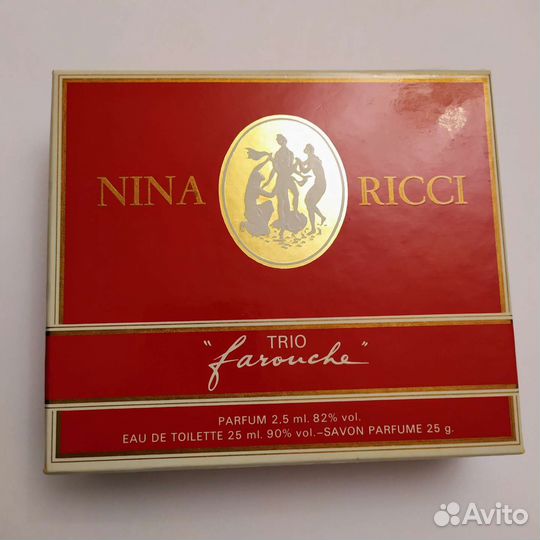 NINA RICCI
TRIO
"farouche"
PARFUM 2,5 ml. 82% vol.
EAU DE TOILETTE 25 ml. 90% vol.–SAVON PARFUME 25 g.
Avito